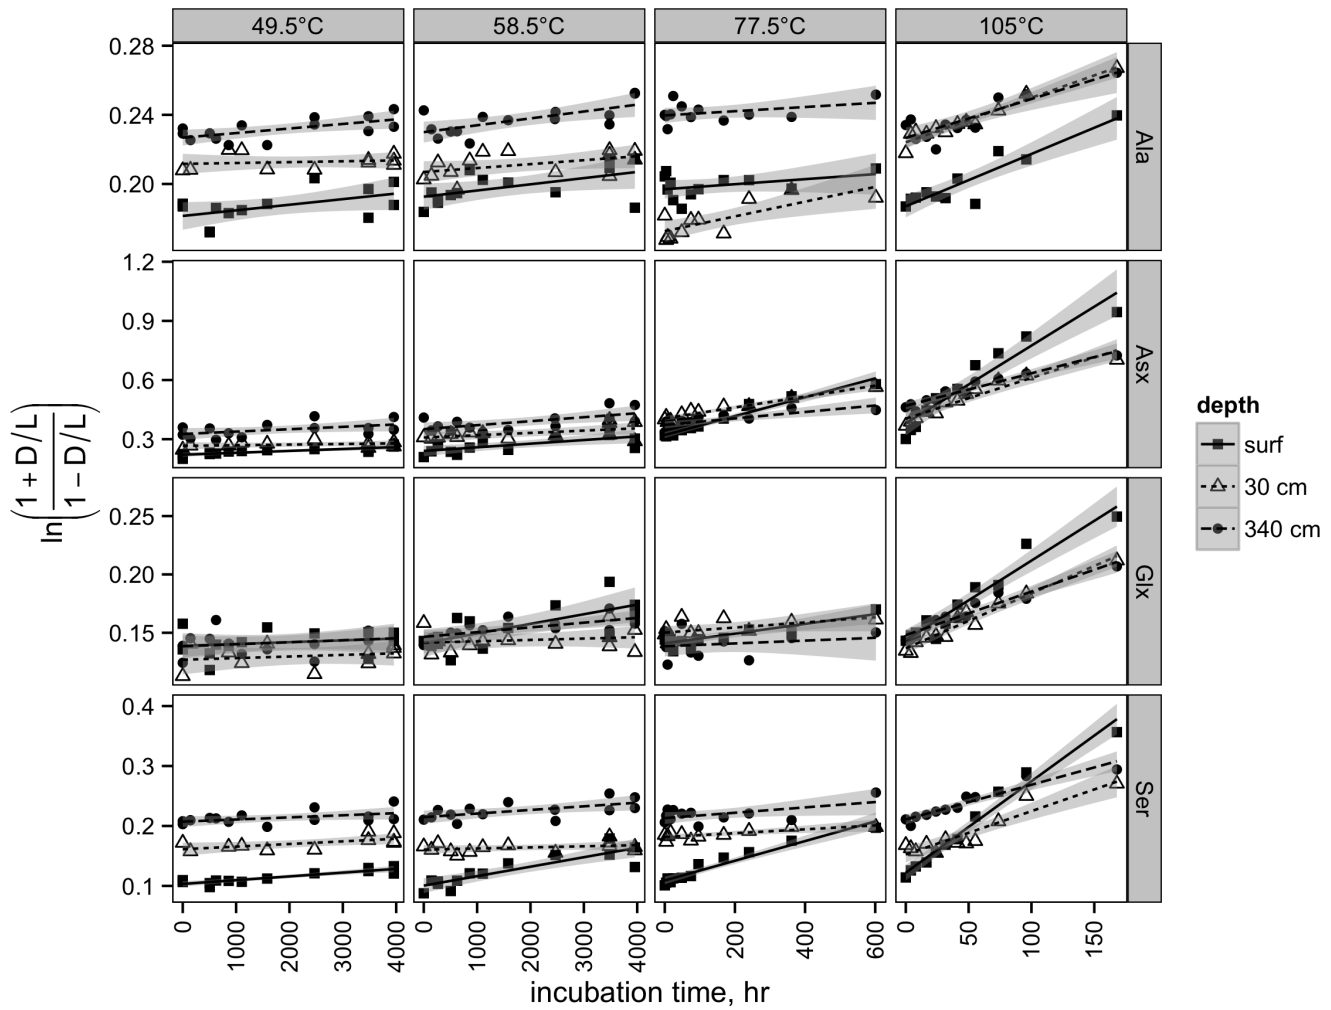 49.5°C 58.5°C 77.5°C 105°C
0.28
0.24
0.20
Ala
1.2
0.9
0.6
0.3
Asx
ln(1 + D/L / 1 − D/L)
0.25
0.20
0.15
Glx
0.4
0.3
0.2
0.1
Ser
0 1000 2000 3000 4000 0 1000 2000 3000 4000 0 200 400 600 0 50 100 150
incubation time, hr
depth
surf
30 cm
340 cm